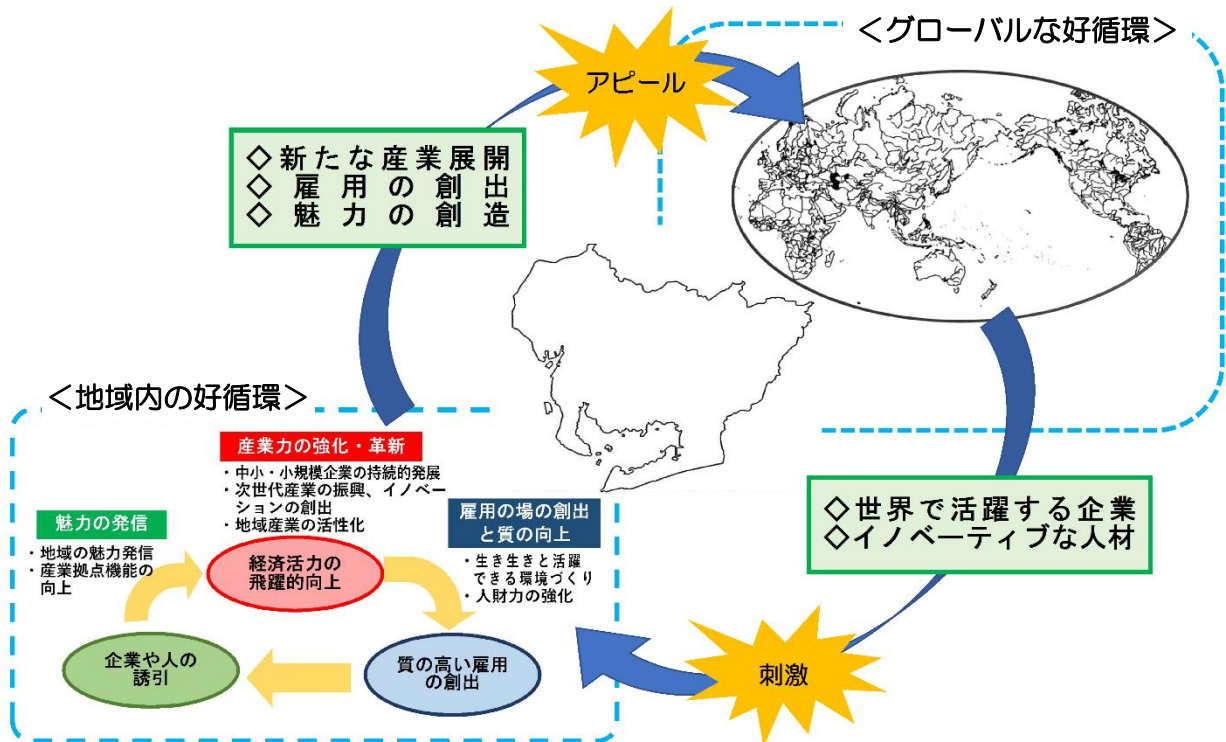 ＜グローバルな好循環＞
アピール
◇新たな産業展開
◇雇用の創出
◇魅力の創造
＜地域内の好循環＞
産業力の強化・革新
・中小・小規模企業の持続的発展
・次世代産業の振興、イノベー
ションの創出
・地域産業の活性化
魅力の発信
・地域の魅力発信
・産業拠点機能の
向上
雇用の場の創出
と質の向上
・生き生きと活躍
できる環境づくり
・人財力の強化
経済活力の
飛躍的向上
企業や人の
誘引
質の高い雇用
の創出
◇世界で活躍する企業
◇イノベーティブな人材
刺激